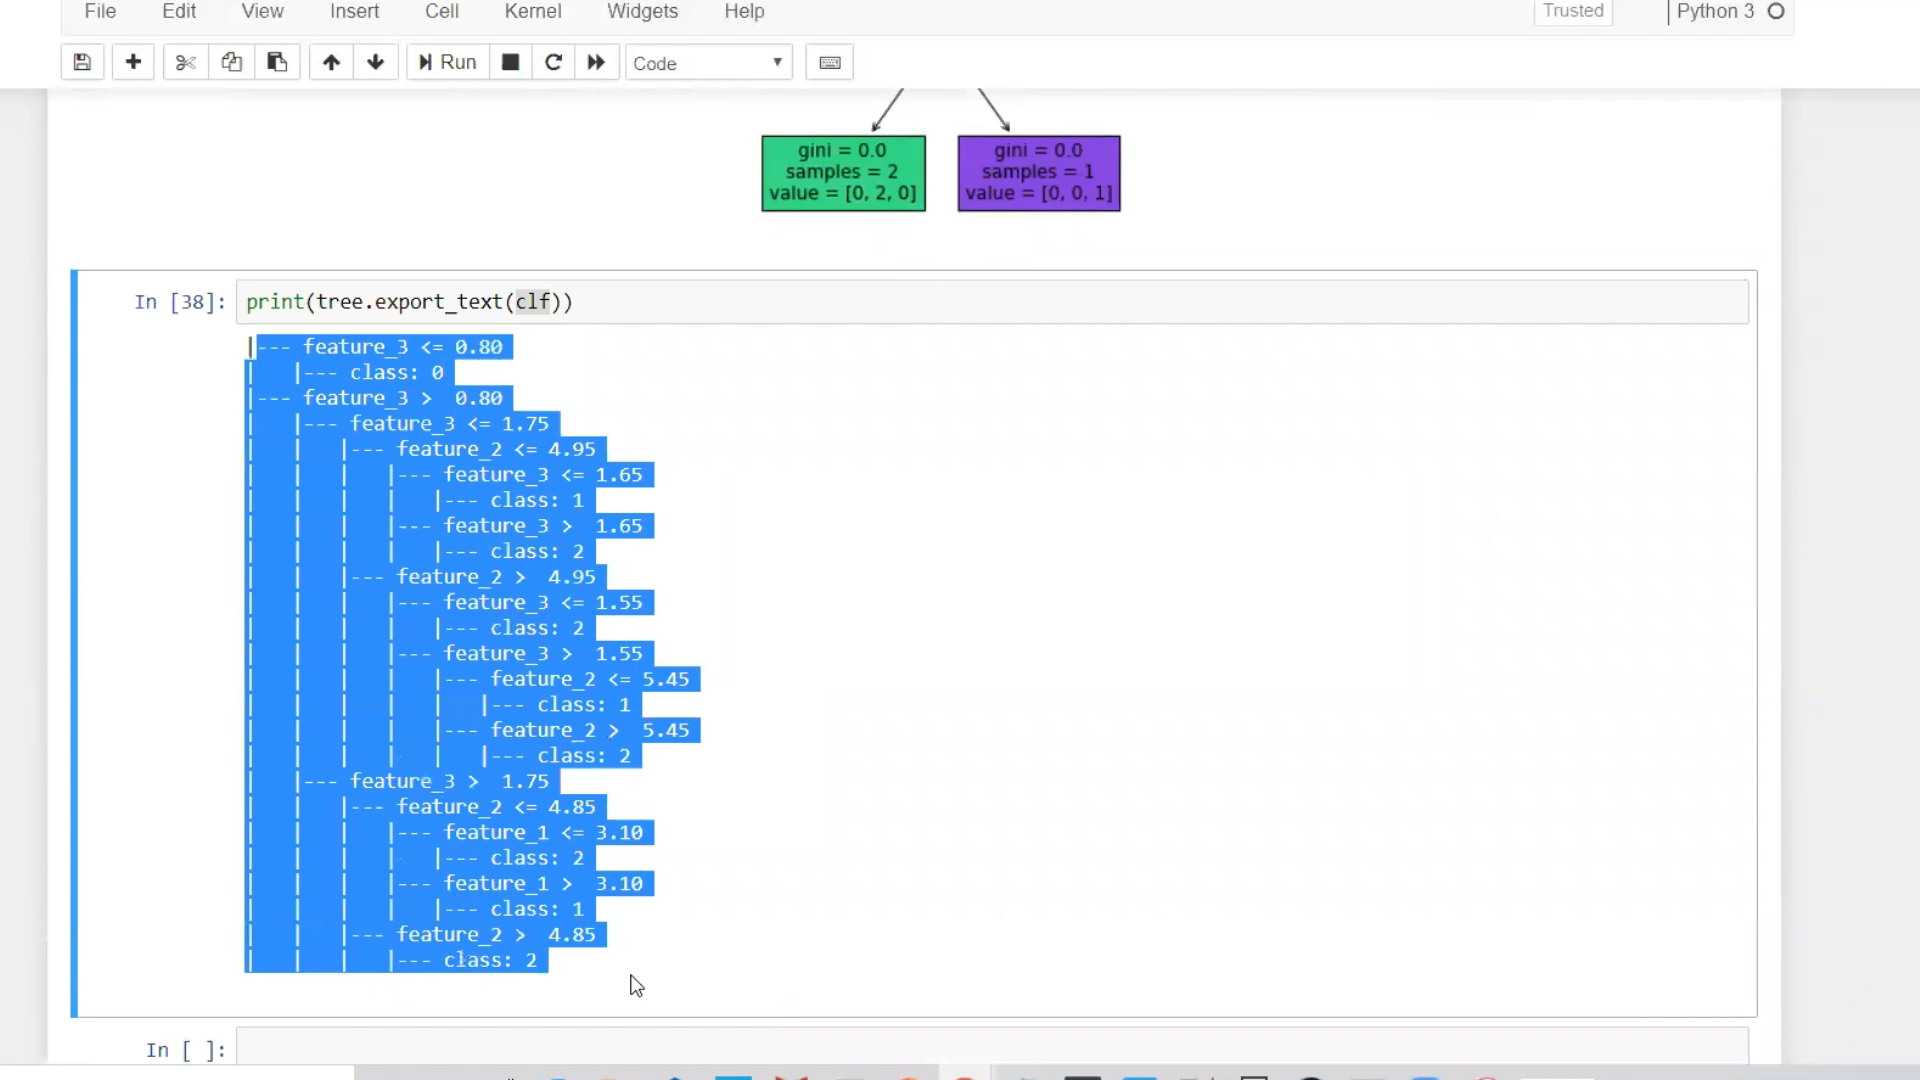 File Edit View Insert Cell Kernel Widgets Help Trusted | Python 3
Run Code
gini = 0.0 gini = 0.0
samples = 2 samples = 1
value = [0, 2, 0] value = [0, 0, 1]
In [38]: print(tree.export_text(clf))
|--- feature_3 <= 0.80
|   |--- class: 0
|--- feature_3 >  0.80
|   |--- feature_3 <= 1.75
|   |   |--- feature_2 <= 4.95
|   |   |   |--- feature_3 <= 1.65
|   |   |   |   |--- class: 1
|   |   |   |--- feature_3 >  1.65
|   |   |   |   |--- class: 2
|   |   |--- feature_2 >  4.95
|   |   |   |--- feature_3 <= 1.55
|   |   |   |   |--- class: 2
|   |   |   |--- feature_3 >  1.55
|   |   |   |   |--- feature_2 <= 5.45
|   |   |   |   |   |--- class: 1
|   |   |   |   |--- feature_2 >  5.45
|   |   |   |   |   |--- class: 2
|   |--- feature_3 >  1.75
|   |   |--- feature_2 <= 4.85
|   |   |   |--- feature_1 <= 3.10
|   |   |   |   |--- class: 2
|   |   |   |--- feature_1 >  3.10
|   |   |   |   |--- class: 1
|   |   |--- feature_2 >  4.85
|   |   |   |--- class: 2
In [ ]: